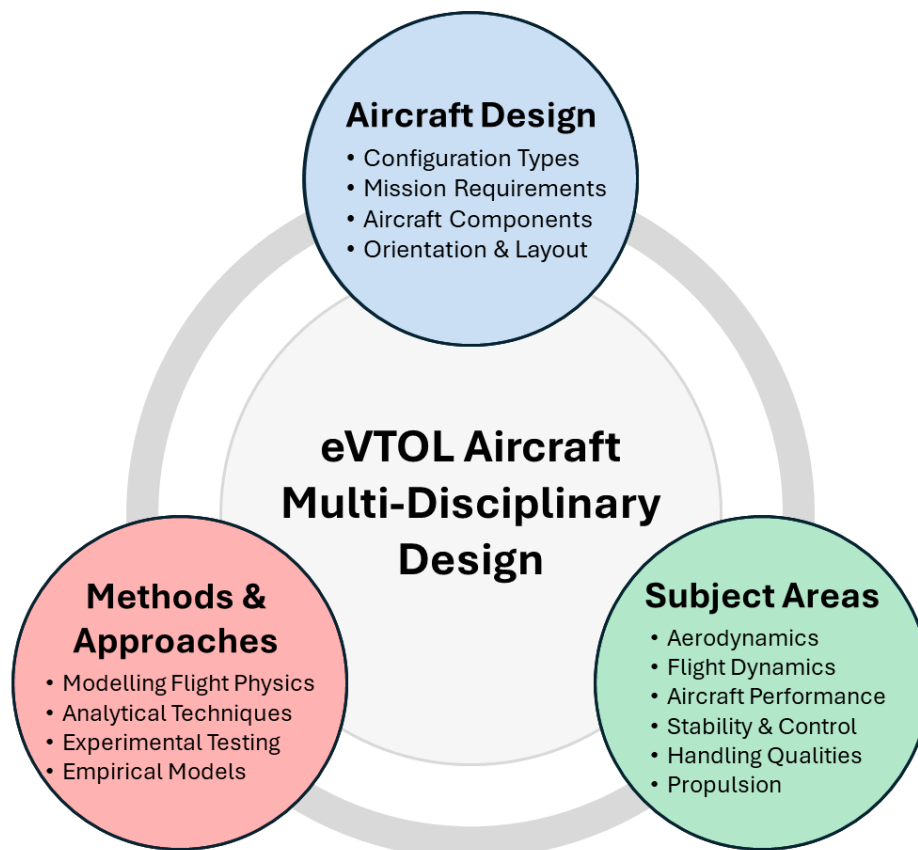 Aircraft Design
• Configuration Types
• Mission Requirements
• Aircraft Components
• Orientation & Layout
eVTOL Aircraft
Multi-Disciplinary
Design
Methods &
Approaches
• Modelling Flight Physics
• Analytical Techniques
• Experimental Testing
• Empirical Models
Subject Areas
• Aerodynamics
• Flight Dynamics
• Aircraft Performance
• Stability & Control
• Handling Qualities
• Propulsion